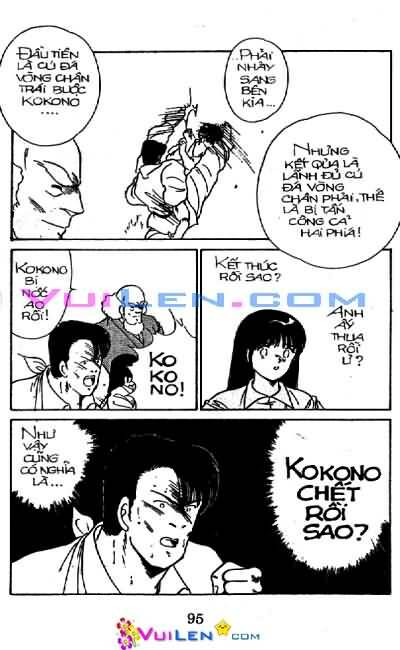 ĐẦU TIÊN
LÀ CÚ ĐÁ
VÒNG CHÂN
TRÁI BUỘC
KOKONO
....
...PHẢI
NHẢY
SANG
BÊN
KIA...
NHƯNG
KẾT QUẢ LÀ
LÃNH ĐỦ CÚ
ĐÁ VÒNG
CHÂN PHẢI, THẾ
LÀ BỊ TẤN
CÔNG CẢ
HAI PHÍA!
KOKONO
BỊ
NỐC
AO
RỒI!
KO
KO
NO!
KẾT THÚC
RỒI SAO?
ANH
ẤY
THUA
RỒI
Ư?
VUILEN.COM
NHƯ
VẬY
CŨNG
CÓ NGHĨA
LÀ...
KOKONO
CHẾT
RỒI
SAO?
95
VUILEN.COM